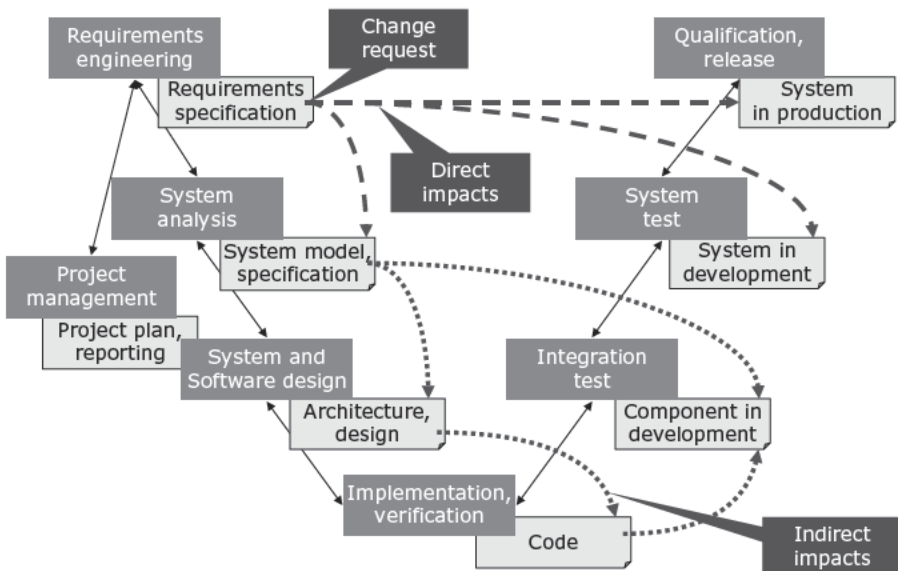 Requirements
engineering
Change
request
Qualification,
release
Requirements
specification
System
in production
Direct
impacts
System
analysis
System
test
System model,
specification
System in
development
Project
management
Project plan,
reporting
System and
Software design
Integration
test
Architecture,
design
Component in
development
Implementation,
verification
Code
Indirect
impacts